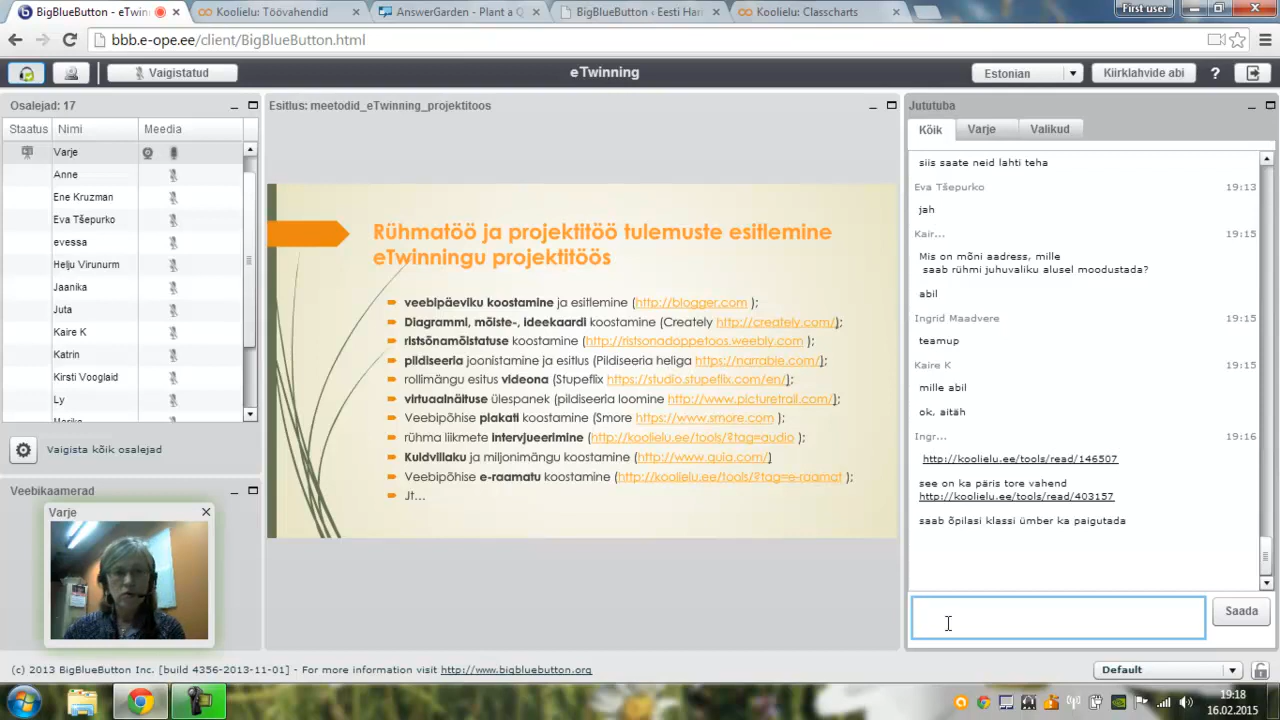 BigBlueButton - eTwinn
Koolielu: Töövahendid
AnswerGarden - Plant a Q
BigBlueButton ‹ Eesti Har
Koolielu: Classcharts
First user
bbb.e-ope.ee/client/BigBlueButton.html
Vaigistatud
eTwinning
Estonian
Kiirklahvide abi
?
Osalejad: 17
Staatus Nimi Meedia
Varje
Anne
Ene Kruzman
Eva Tšepurko
evessa
Helju Virunurm
Jaanika
Juta
Kaire K
Katrin
Kirsti Vooglaid
Ly
Vaigista kõik osalejad
Veebikaamerad
Varje
Esitlus: meetodid_eTwinning_projektitoos
Rühmatöö ja projektitöö tulemuste esitlemine
eTwinningu projektitöös
veebipäeviku koostamine ja esitlemine (http://blogger.com );
Diagrammi, mõiste-, ideekaardi koostamine (Creately http://creately.com/);
ristsõnamõistatuse koostamine (http://ristsonadoppetoos.weebly.com );
pildiseeria joonistamine ja esitlus (Pildiseeria heliga https://narrable.com/);
rollimängu esitus videona (Stupeflix https://studio.stupeflix.com/en/);
virtuaalnäituse ülespanek (pildiseeria loomine http://www.picturetrail.com/);
Veebipõhise plakati koostamine (Smore https://www.smore.com );
rühma liikmete intervjueerimine (http://koolielu.ee/tools/?tag=audio );
Kuldvillaku ja miljonimängu koostamine (http://www.quia.com/)
Veebipõhise e-raamatu koostamine (http://koolielu.ee/tools/?tag=e-raamat );
Jt...
Jututuba
Kõik Varje Valikud
siis saate neid lahti teha
Eva Tšepurko 19:13
jah
Kair... 19:15
Mis on mõni aadress, mille
saab rühmi juhuvaliku alusel moodustada?
abil
Ingrid Maadvere 19:15
teamup
Kaire K 19:15
mille abil
ok, aitäh
Ingr... 19:16
http://koolielu.ee/tools/read/146507
see on ka päris tore vahend
http://koolielu.ee/tools/read/403157
saab õpilasi klassi ümber ka paigutada
Saada
(c) 2013 BigBlueButton Inc. [build 4356-2013-11-01] - For more information visit http://www.bigbluebutton.org
Default
19:18
16.02.2015